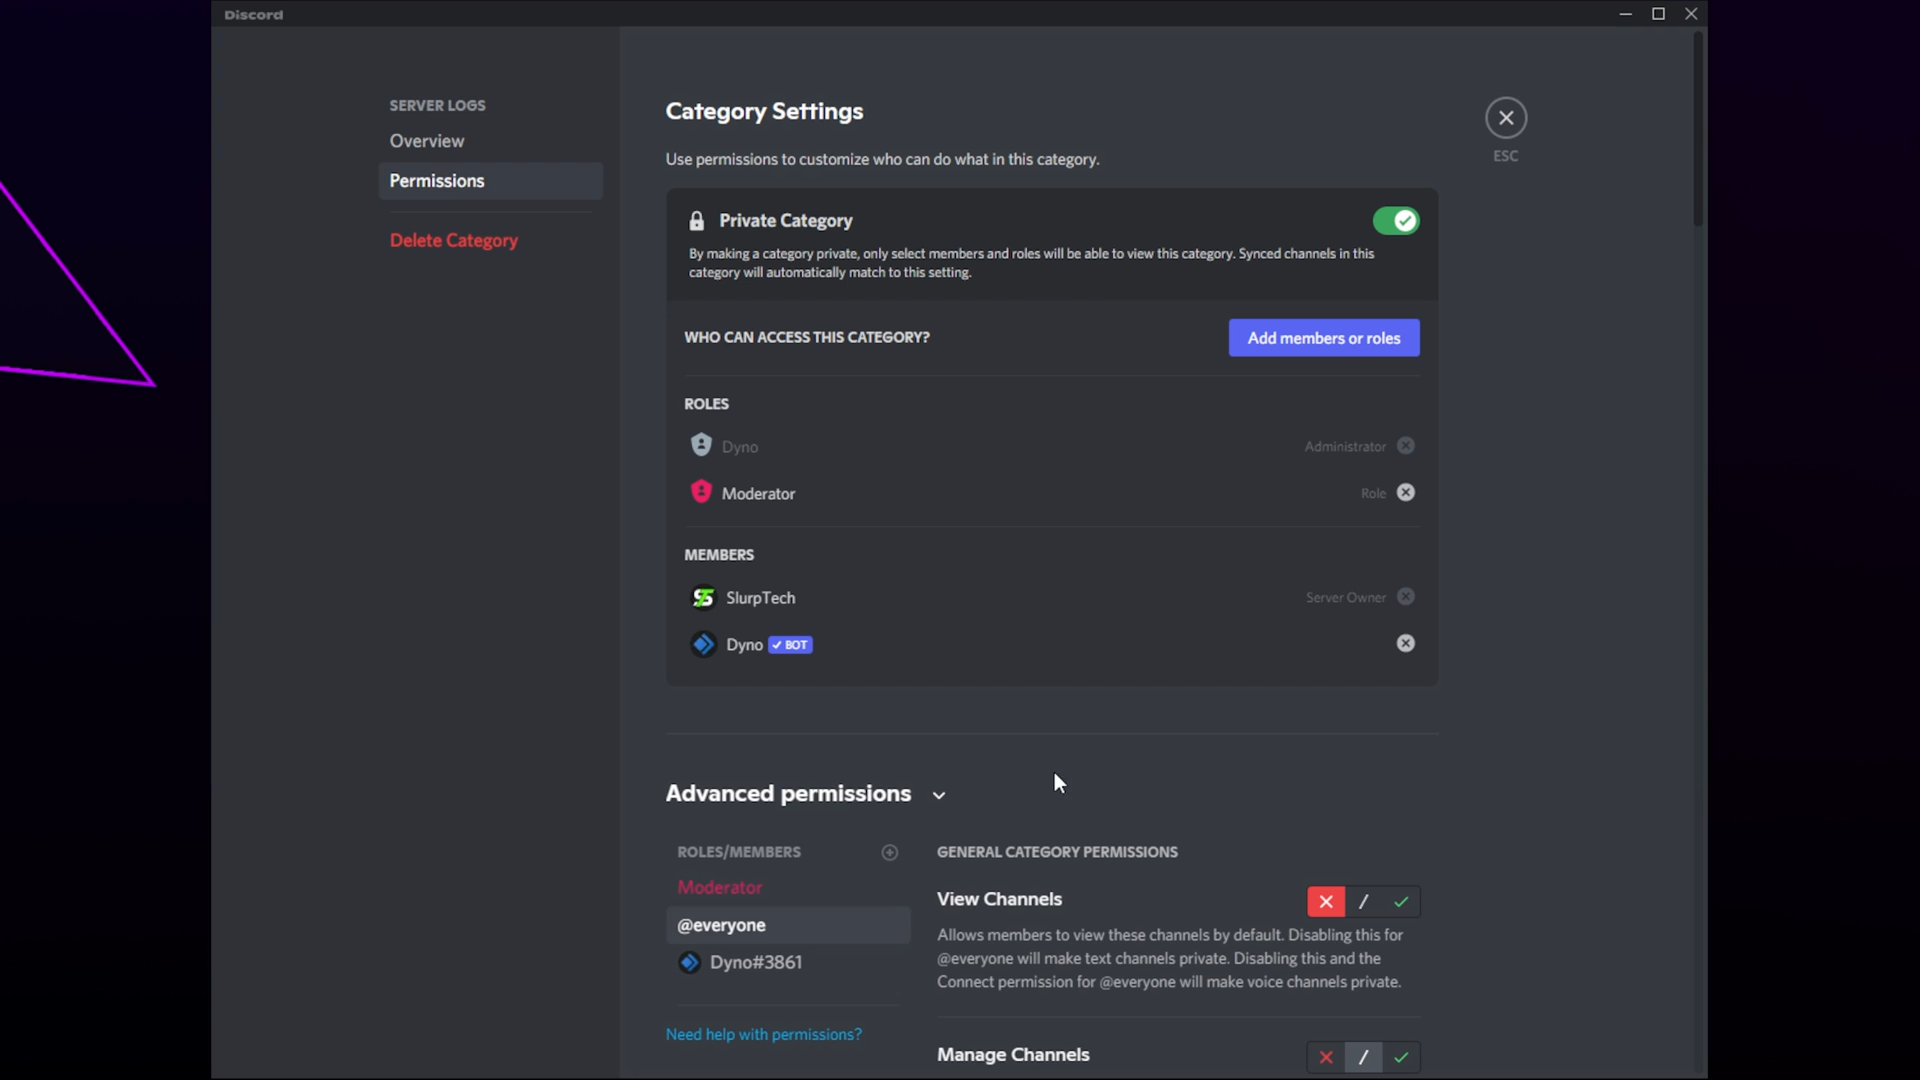 Discord
SERVER LOGS
Overview
Permissions
Delete Category
Category Settings
Use permissions to customize who can do what in this category.
ESC
Private Category
By making a category private, only select members and roles will be able to view this category. Synced channels in this
category will automatically match to this setting.
WHO CAN ACCESS THIS CATEGORY?
Add members or roles
ROLES
Dyno
Administrator
Moderator
Role
MEMBERS
SlurpTech
Server Owner
Dyno BOT
Advanced permissions
ROLES/MEMBERS
Moderator
@everyone
Dyno#3861
Need help with permissions?
GENERAL CATEGORY PERMISSIONS
View Channels
Allows members to view these channels by default. Disabling this for
@everyone will make text channels private. Disabling this and the
Connect permission for @everyone will make voice channels private.
Manage Channels